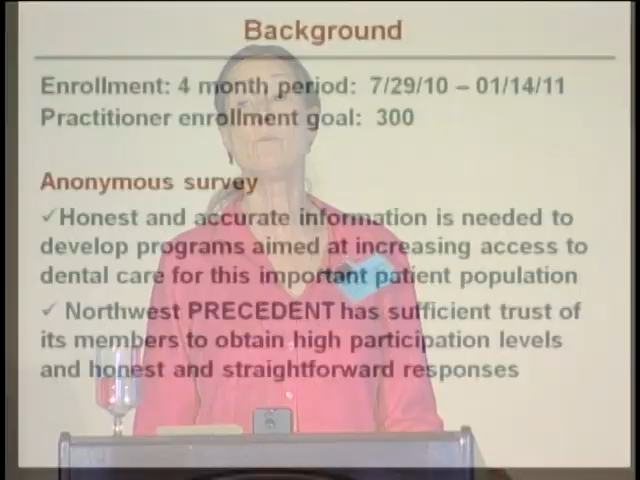 Background
Enrollment: 4 month period: 7/29/10 – 01/14/11
Practitioner enrollment goal: 300
Anonymous survey
✓Honest and accurate information is needed to
develop programs aimed at increasing access to
dental care for this important patient population
✓ Northwest PRECEDENT has sufficient trust of
its members to obtain high participation levels
and honest and straightforward responses